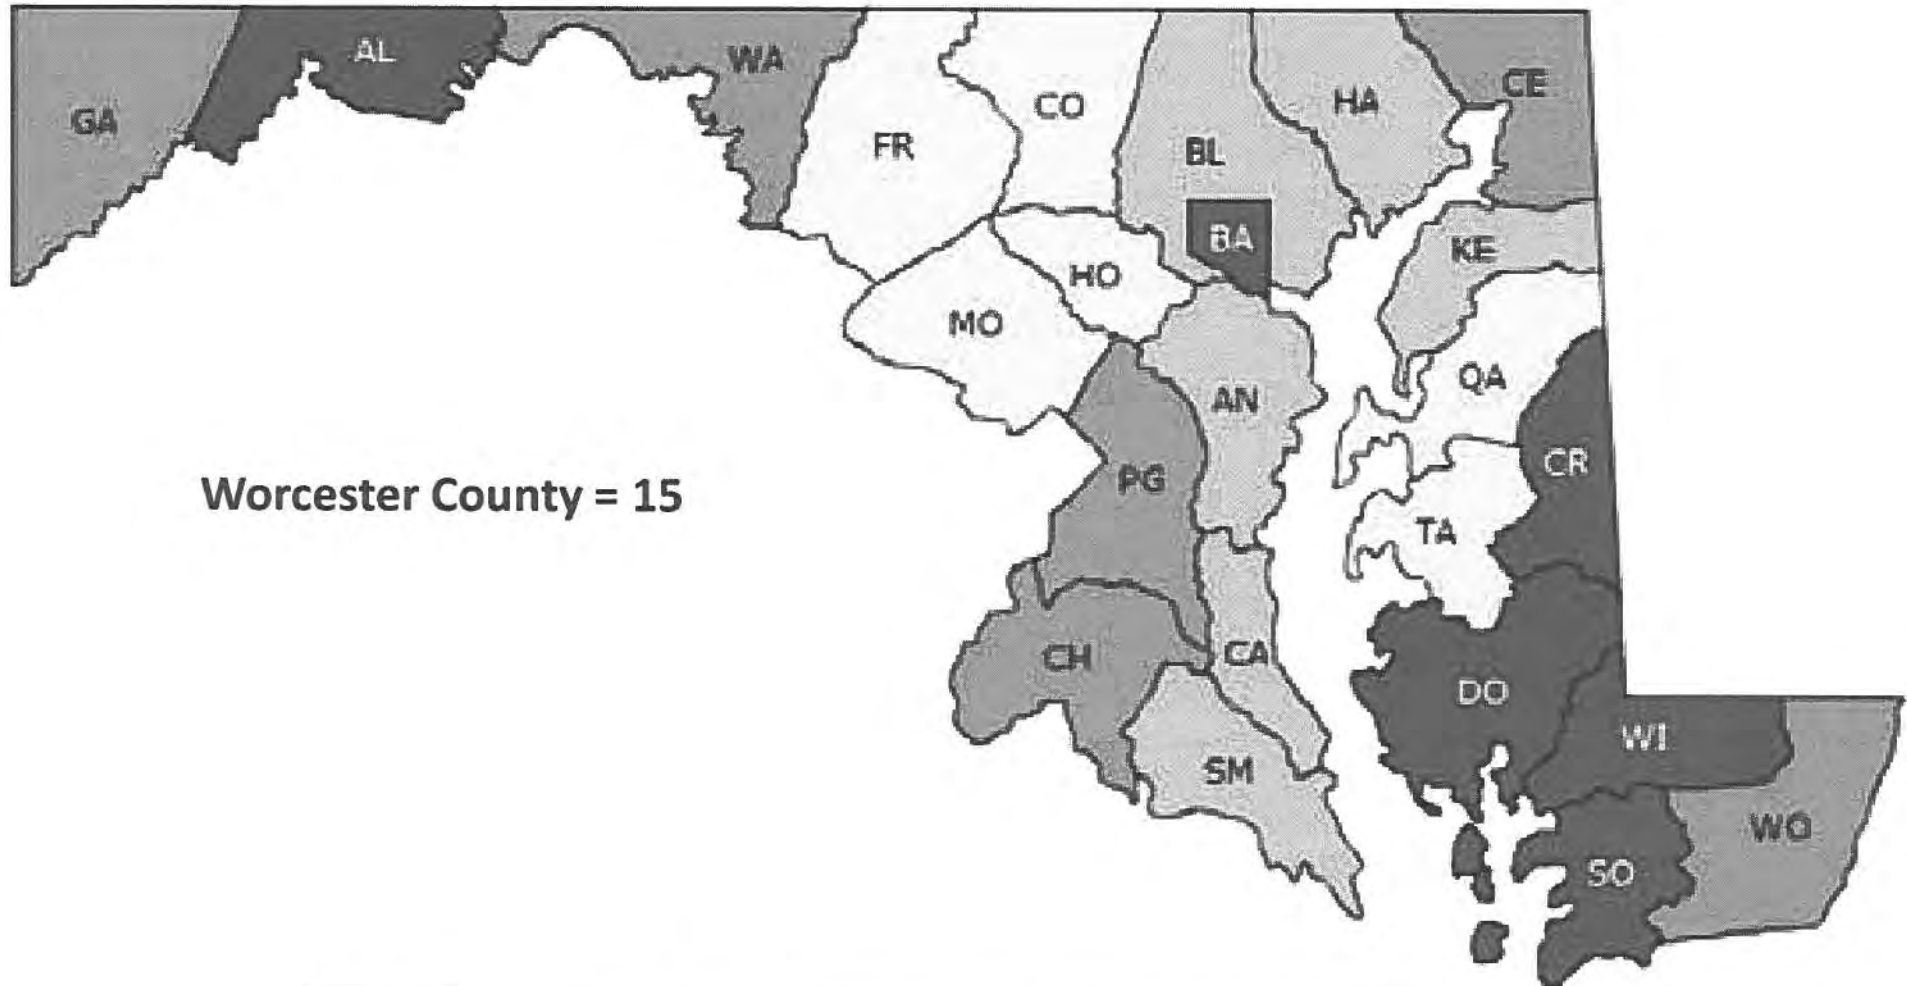 AL
WA
CE
CO
HA
GA
FR
BL
BA
KE
HO
MO
QA
AN
CR
PG
Worcester County = 15
TA
CH
CA
DO
WI
SM
WO
SO